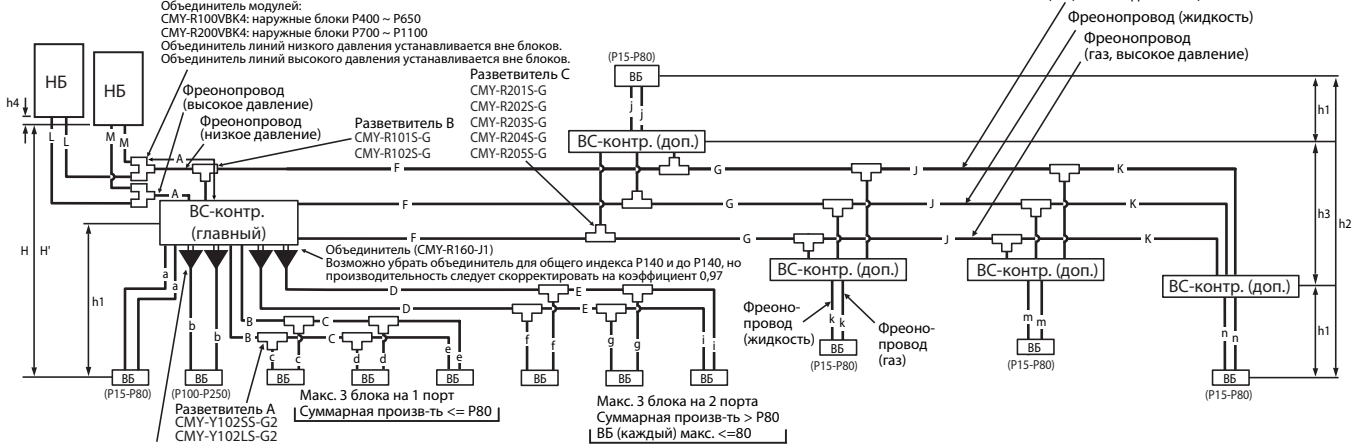 Объединитель модулей:
CMY-R100VBK4: наружные блоки P400 ~ P650
CMY-R200VBK4: наружные блоки P700 ~ P1100
Объединитель линий низкого давления устанавливается вне блоков.
Объединитель линий высокого давления устанавливается вне блоков.
Фреонопровод (жидкость)
Фреонопровод
(газ, высокое давление)
НБ
НБ
h4
Фреонопровод
(высокое давление)
Фреонопровод
(низкое давление)
Разветвитель B
CMY-R101S-G
CMY-R102S-G
Разветвитель C
CMY-R201S-G
CMY-R202S-G
CMY-R203S-G
CMY-R204S-G
CMY-R205S-G
(P15-P80)
ВБ
j
j
h1
ВС-контр. (доп.)
L
L
M
M
A
F
G
J
K
A
F
G
J
K
F
G
J
K
h3
h2
ВС-контр.
(главный)
H
H'
h1
Объединитель (CMY-R160-J1)
Возможно убрать объединитель для общего индекса P140 и до P140, но
производительность следует скорректировать на коэффициент 0,97
ВС-контр. (доп.)
ВС-контр. (доп.)
ВС-контр. (доп.)
a
a
b
b
D
E
D
E
B
C
B
C
c
c
d
d
e
e
f
f
g
g
i
i
Фреоно-
провод
(жидкость)
k
k
Фреоно-
провод
(газ)
m
m
n
n
h1
ВБ
(P15-P80)
ВБ
(P15-P80)
ВБ
(P15-P80)
ВБ
(P15-P80)
ВБ
(P100-P250)
ВБ
ВБ
ВБ
ВБ
ВБ
ВБ
Разветвитель A
CMY-Y102SS-G2
CMY-Y102LS-G2
Макс. 3 блока на 1 порт
Суммарная произв-ть <= P80
Макс. 3 блока на 2 порта
Суммарная произв-ть > P80
ВБ (каждый) макс. <=80